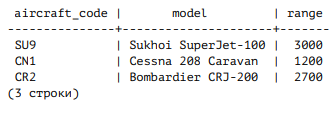 aircraft_code | model | range
---------------+---------------------+-------
SU9 | Sukhoi SuperJet-100 | 3000
CN1 | Cessna 208 Caravan | 1200
CR2 | Bombardier CRJ-200 | 2700
(3 строки)